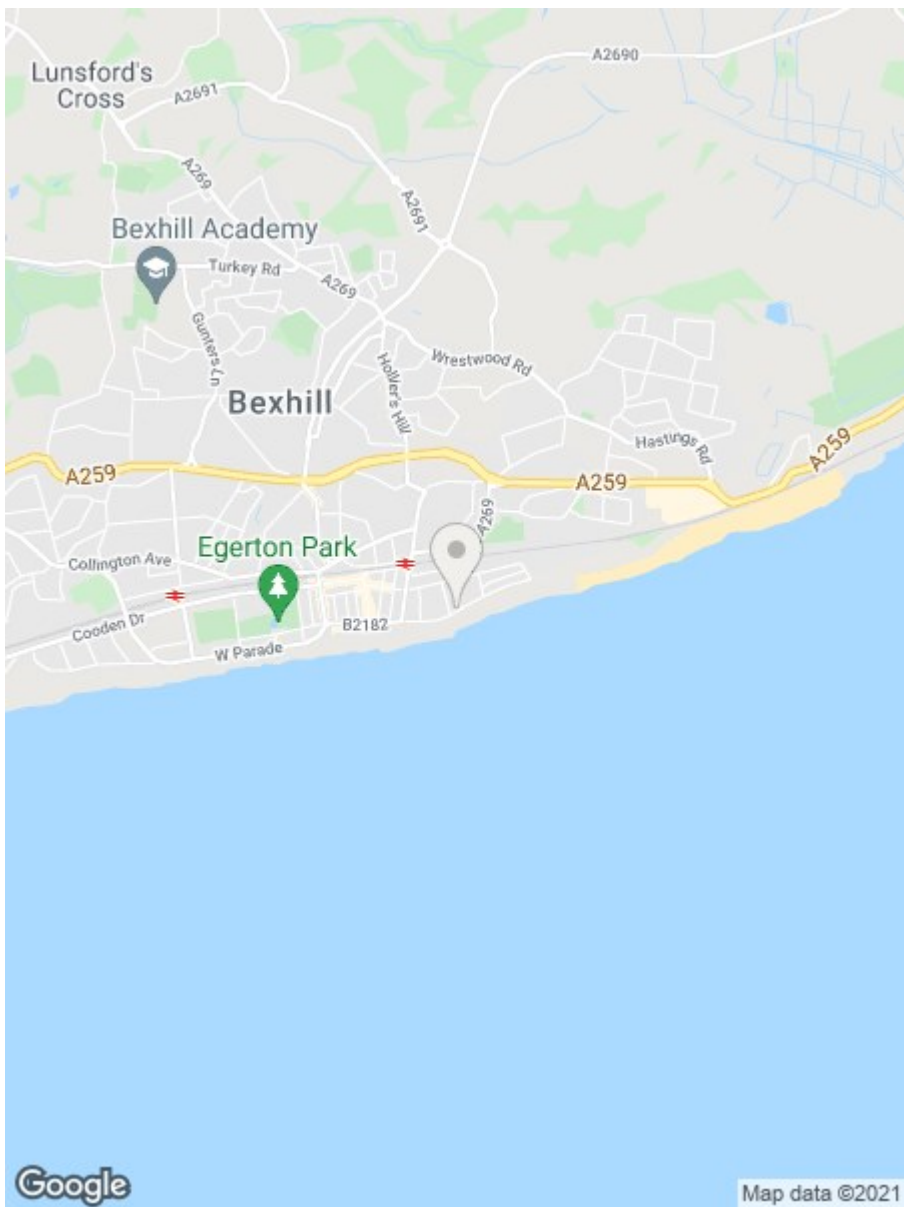 Lunsford's
Cross
A2691
A2690
A269
A2691
Bexhill Academy
Turkey Rd
A269
Gunters Ln
Wrestwood Rd
Hollier's Hill
Bexhill
Hastings Rd
A259
A259
A259
A269
Egerton Park
Collington Ave
Cooden Dr
B2182
W Parade
Google
Map data ©2021